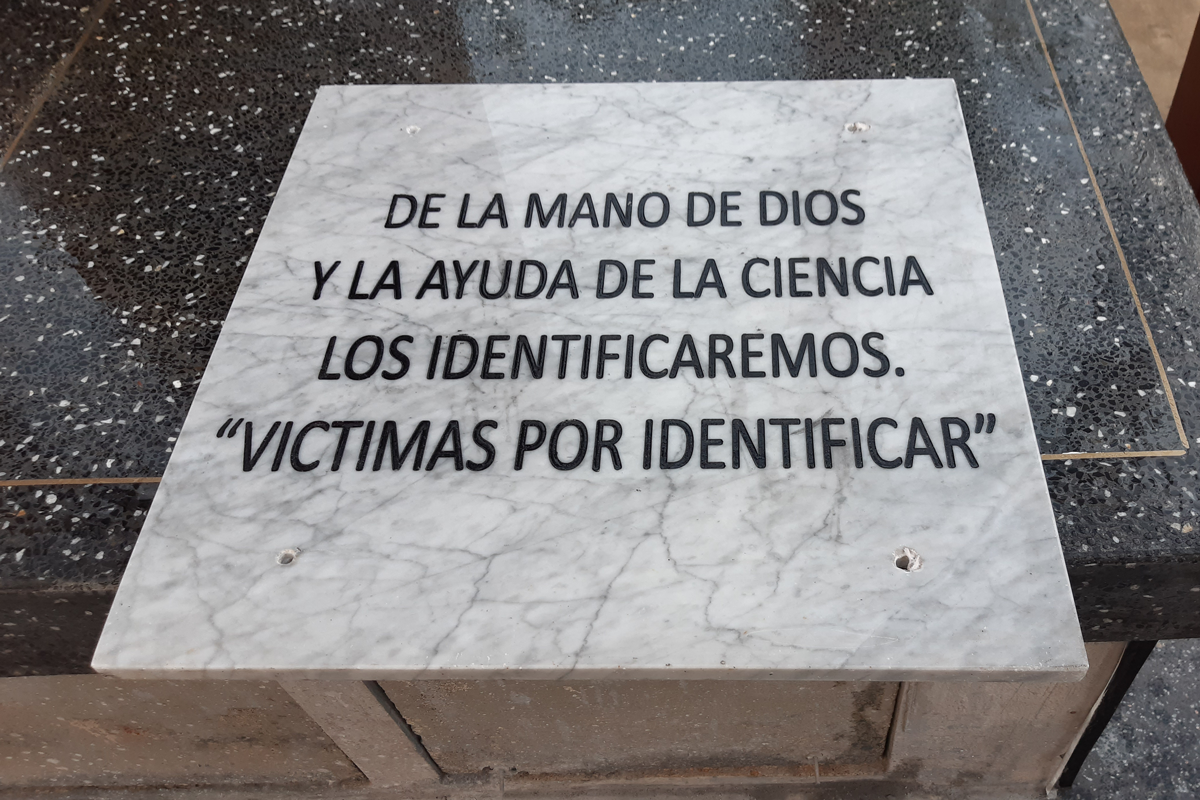 DE LA MANO DE DIOS
Y LA AYUDA DE LA CIENCIA
LOS IDENTIFICAREMOS.
“VICTIMAS POR IDENTIFICAR”